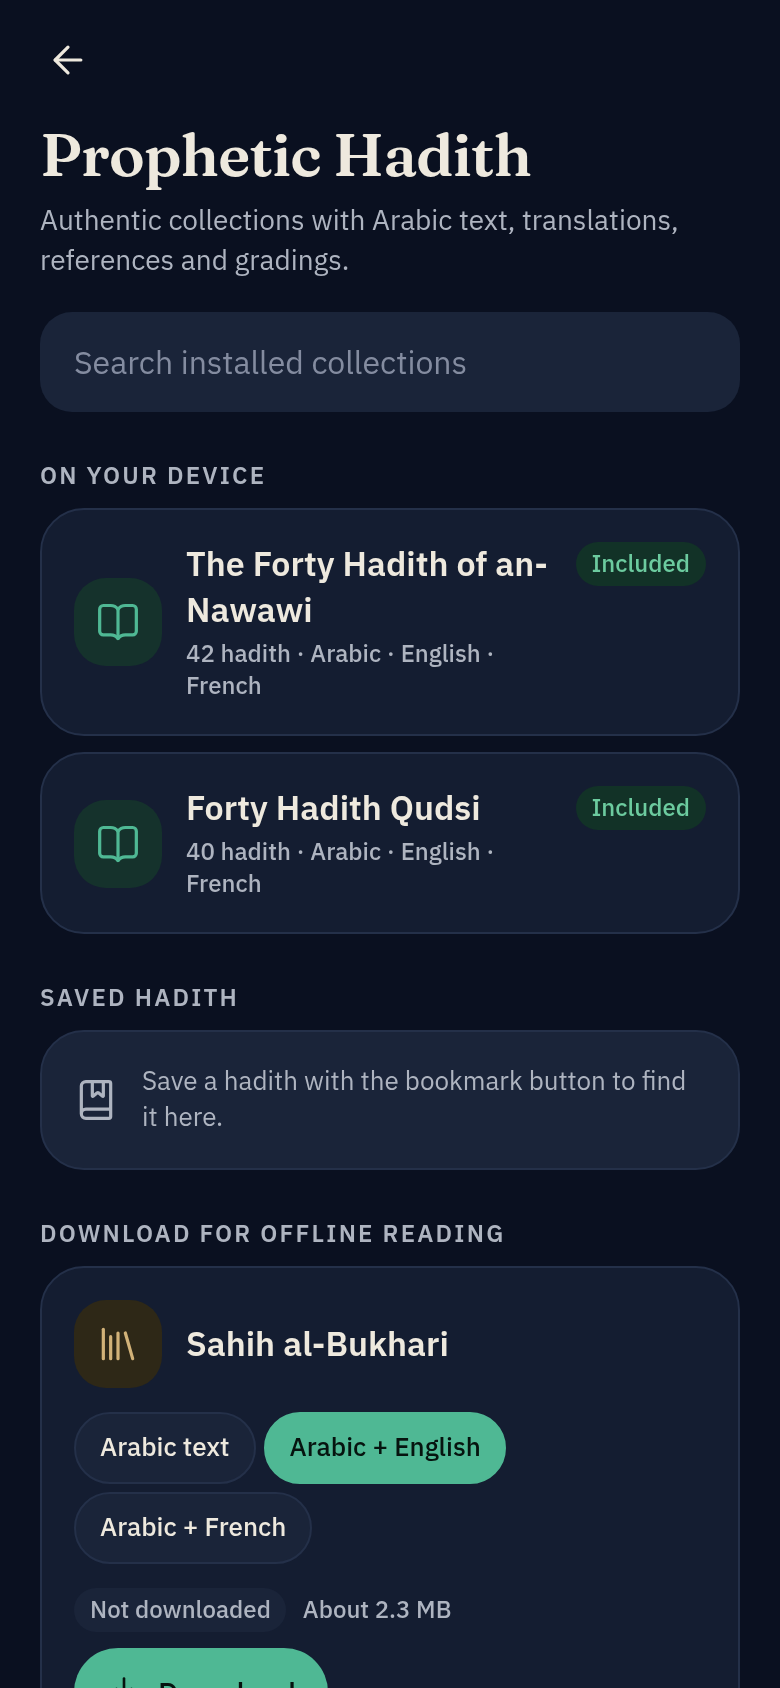 Prophetic Hadith
Authentic collections with Arabic text, translations,
references and gradings.
Search installed collections
ON YOUR DEVICE
The Forty Hadith of an-
Nawawi
Included
42 hadith · Arabic · English ·
French
Forty Hadith Qudsi
Included
40 hadith · Arabic · English ·
French
SAVED HADITH
Save a hadith with the bookmark button to find
it here.
DOWNLOAD FOR OFFLINE READING
Sahih al-Bukhari
Arabic text
Arabic + English
Arabic + French
Not downloaded
About 2.3 MB
Download